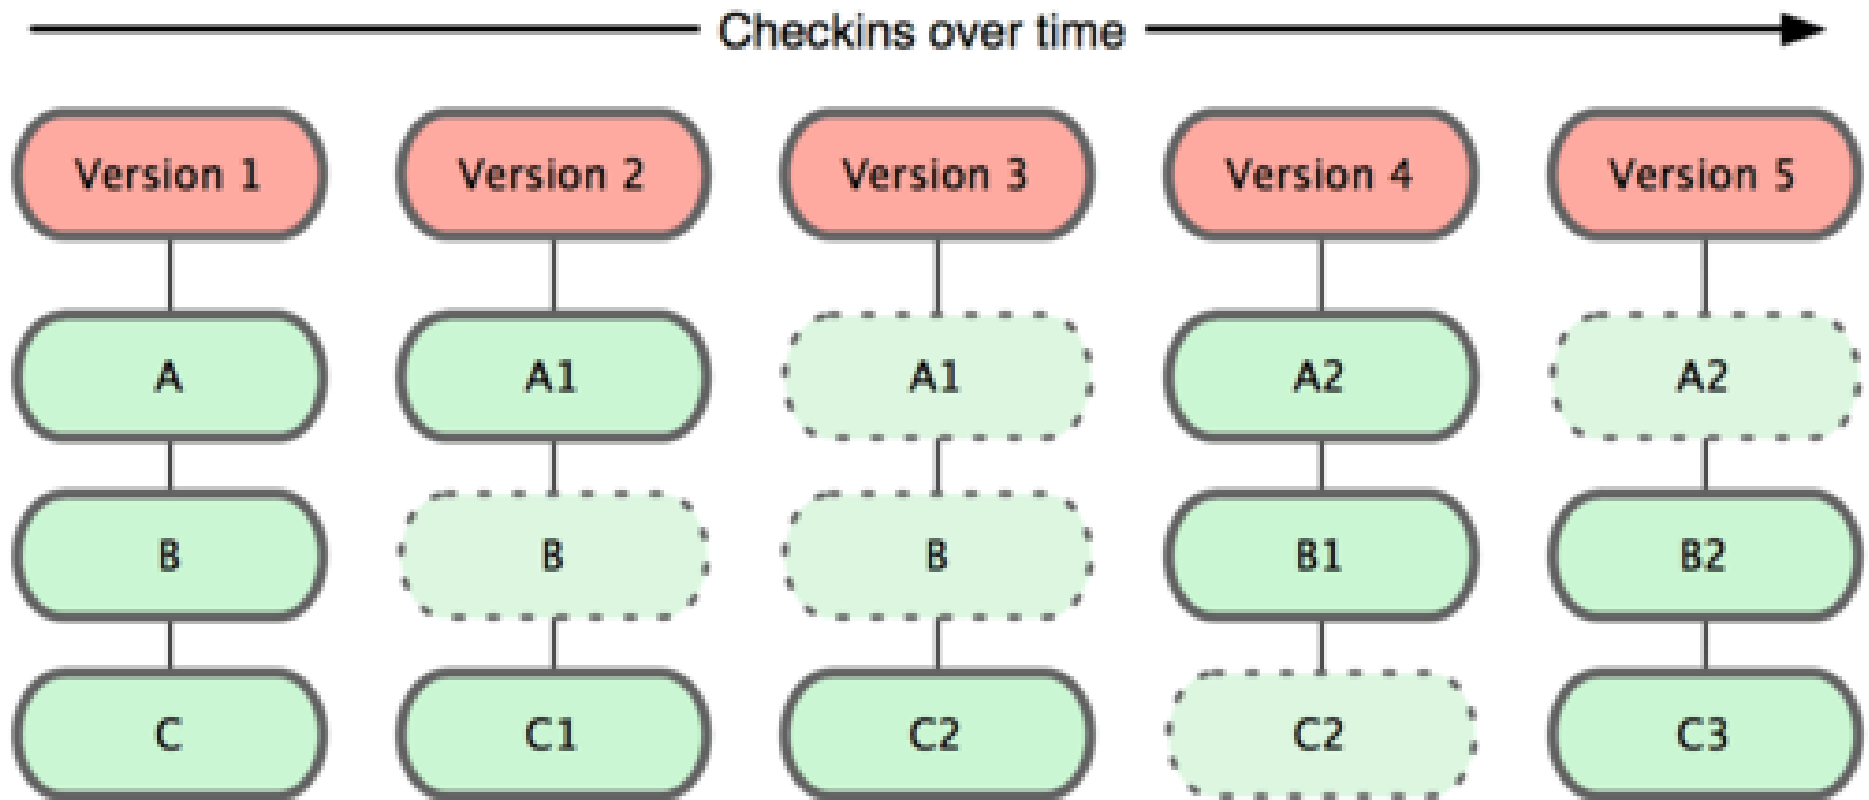 Checkins over time
Version 1 Version 2 Version 3 Version 4 Version 5
A A1 A1 A2 A2
B B B B1 B2
C C1 C2 C2 C3